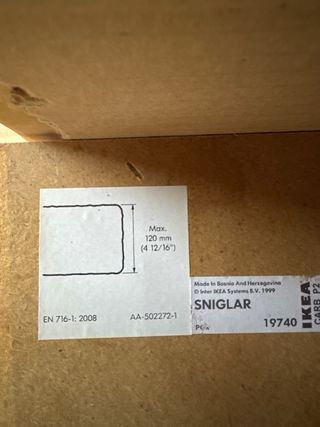 Max.
120 mm
(4 12/16")
EN 716-1: 2008
AA-502272-1
Made In Bosnia And Herzegovina
© Inter IKEA Systems B.V. 1999
SNIGLAR
19740
IKEA
CARB P2